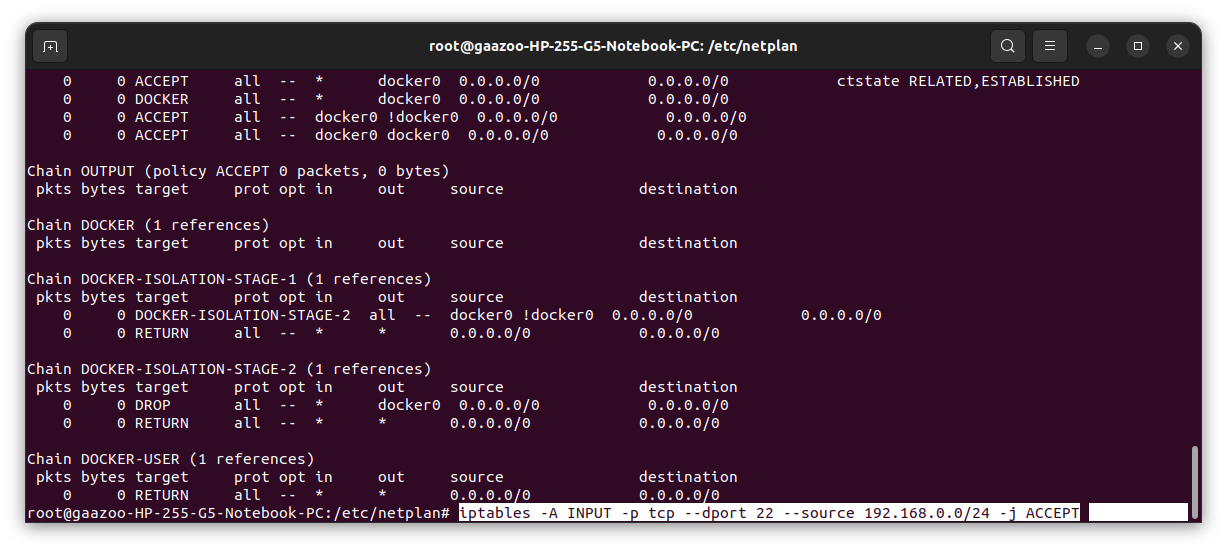 root@gaazoo-HP-255-G5-Notebook-PC: /etc/netplan
0 0 ACCEPT all -- * docker0 0.0.0.0/0 0.0.0.0/0 ctstate RELATED,ESTABLISHED
0 0 DOCKER all -- * docker0 0.0.0.0/0 0.0.0.0/0
0 0 ACCEPT all -- docker0 !docker0 0.0.0.0/0 0.0.0.0/0
0 0 ACCEPT all -- docker0 docker0 0.0.0.0/0 0.0.0.0/0
Chain OUTPUT (policy ACCEPT 0 packets, 0 bytes)
pkts bytes target prot opt in out source destination
Chain DOCKER (1 references)
pkts bytes target prot opt in out source destination
Chain DOCKER-ISOLATION-STAGE-1 (1 references)
pkts bytes target prot opt in out source destination
0 0 DOCKER-ISOLATION-STAGE-2 all -- docker0 !docker0 0.0.0.0/0 0.0.0.0/0
0 0 RETURN all -- * * 0.0.0.0/0 0.0.0.0/0
Chain DOCKER-ISOLATION-STAGE-2 (1 references)
pkts bytes target prot opt in out source destination
0 0 DROP all -- * docker0 0.0.0.0/0 0.0.0.0/0
0 0 RETURN all -- * * 0.0.0.0/0 0.0.0.0/0
Chain DOCKER-USER (1 references)
pkts bytes target prot opt in out source destination
0 0 RETURN all -- * * 0.0.0.0/0 0.0.0.0/0
root@gaazoo-HP-255-G5-Notebook-PC:/etc/netplan# iptables -A INPUT -p tcp --dport 22 --source 192.168.0.0/24 -j ACCEPT